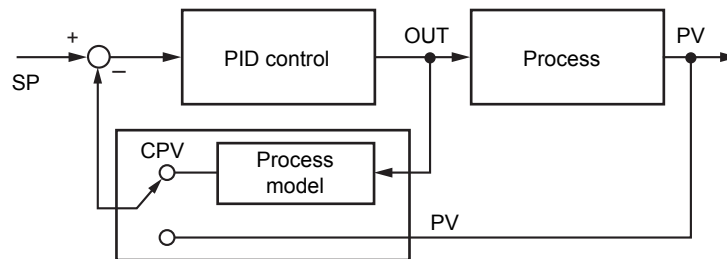 +
SP
−
PID control
OUT
Process
PV
CPV
Process
model
PV